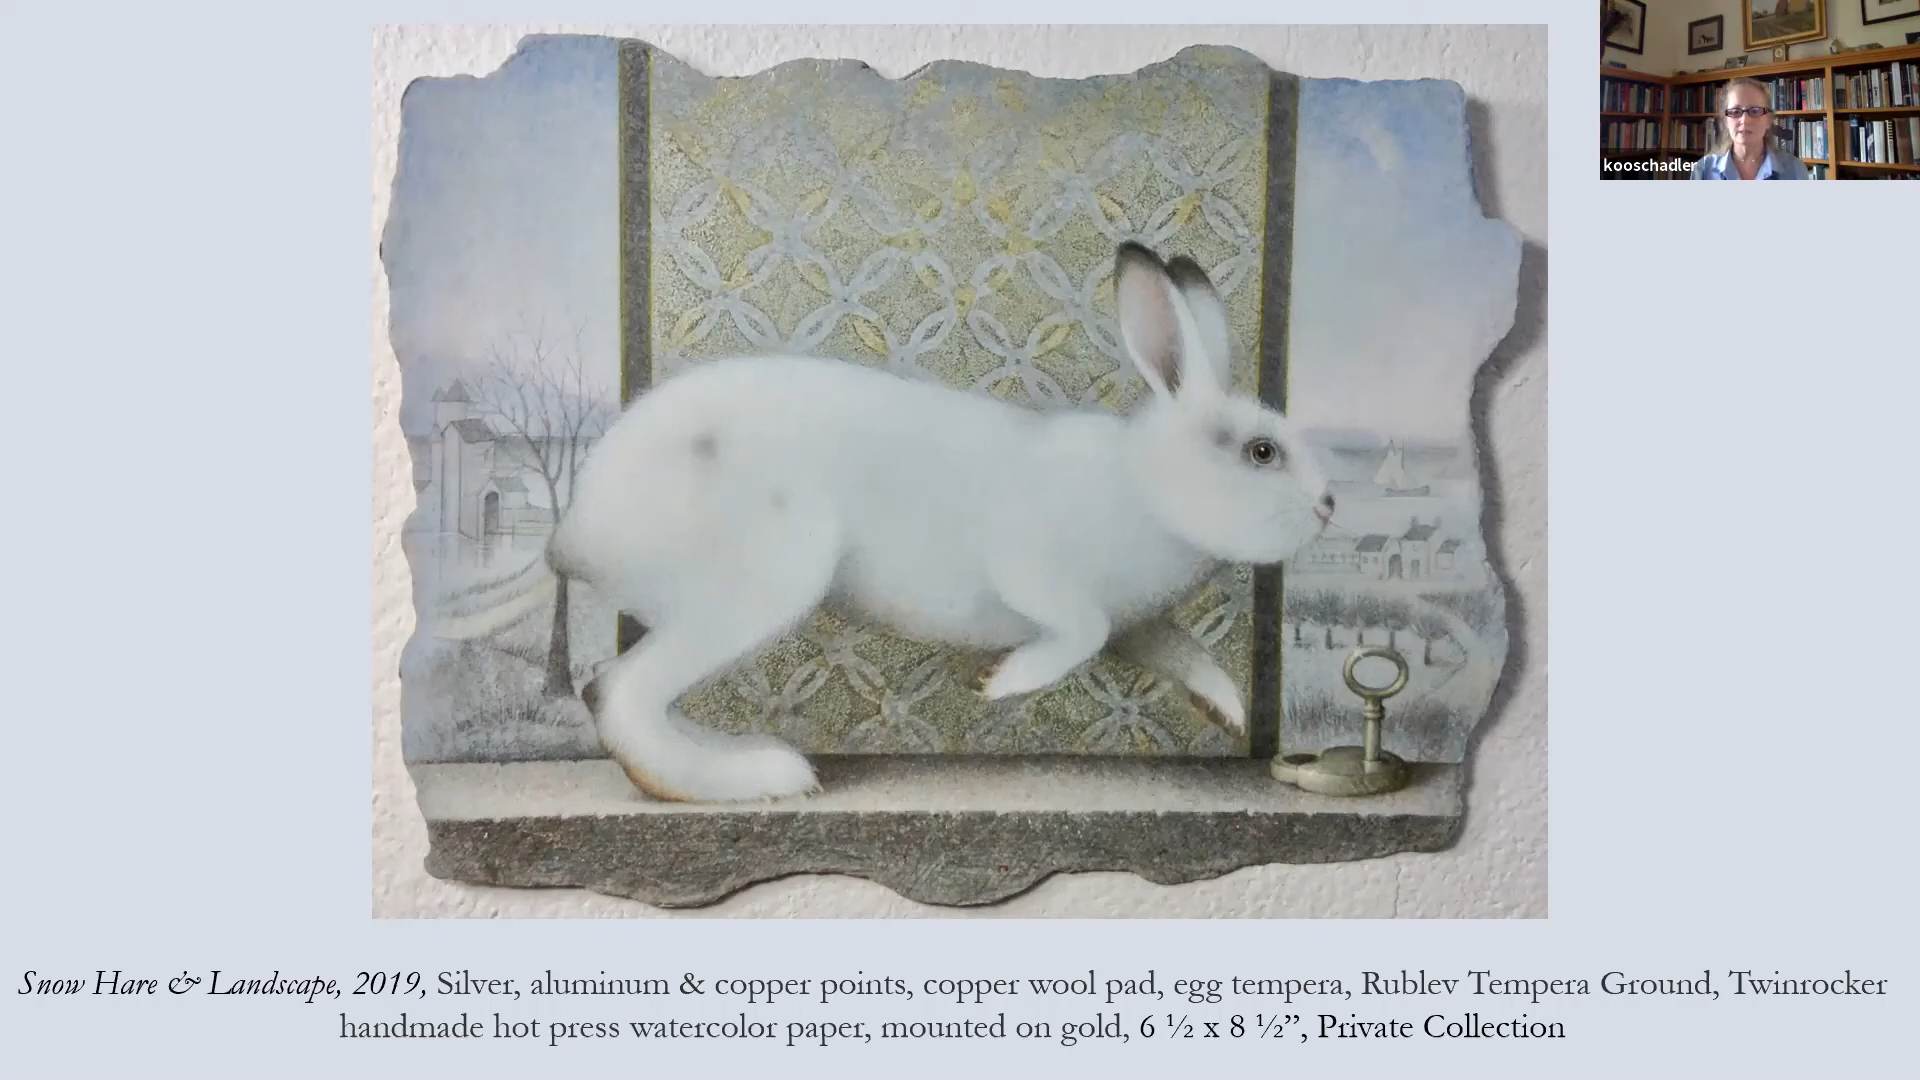 kooschadler
Snow Hare & Landscape, 2019, Silver, aluminum & copper points, copper wool pad, egg tempera, Rublev Tempera Ground, Twinrocker
handmade hot press watercolor paper, mounted on gold, 6 ½ x 8 ½”, Private Collection